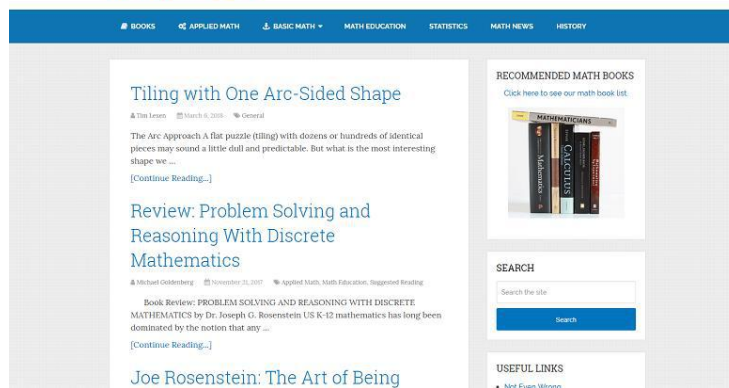 BOOKS APPLIED MATH BASIC MATH MATH EDUCATION STATISTICS MATH NEWS HISTORY
Tiling with One Arc-Sided Shape
Tim Lexen March 6, 2018 General
The Arc Approach A flat puzzle (tiling) with dozens or hundreds of identical
pieces may sound a little dull and predictable. But what is the most interesting
shape we ...
[Continue Reading...]
Review: Problem Solving and
Reasoning With Discrete
Mathematics
Michael Goldenberg November 21, 2017 Applied Math, Math Education, Suggested Reading
Book Review: PROBLEM SOLVING AND REASONING WITH DISCRETE
MATHEMATICS by Dr. Joseph G. Rosenstein US K-12 mathematics has long been
dominated by the notion that any ...
[Continue Reading...]
Joe Rosenstein: The Art of Being
RECOMMENDED MATH BOOKS
Click here to see our math book list.
MATHEMATICIANS
Mathematics
CALCULUS
SEARCH
Search the site
Search
USEFUL LINKS
Not Even Wrong